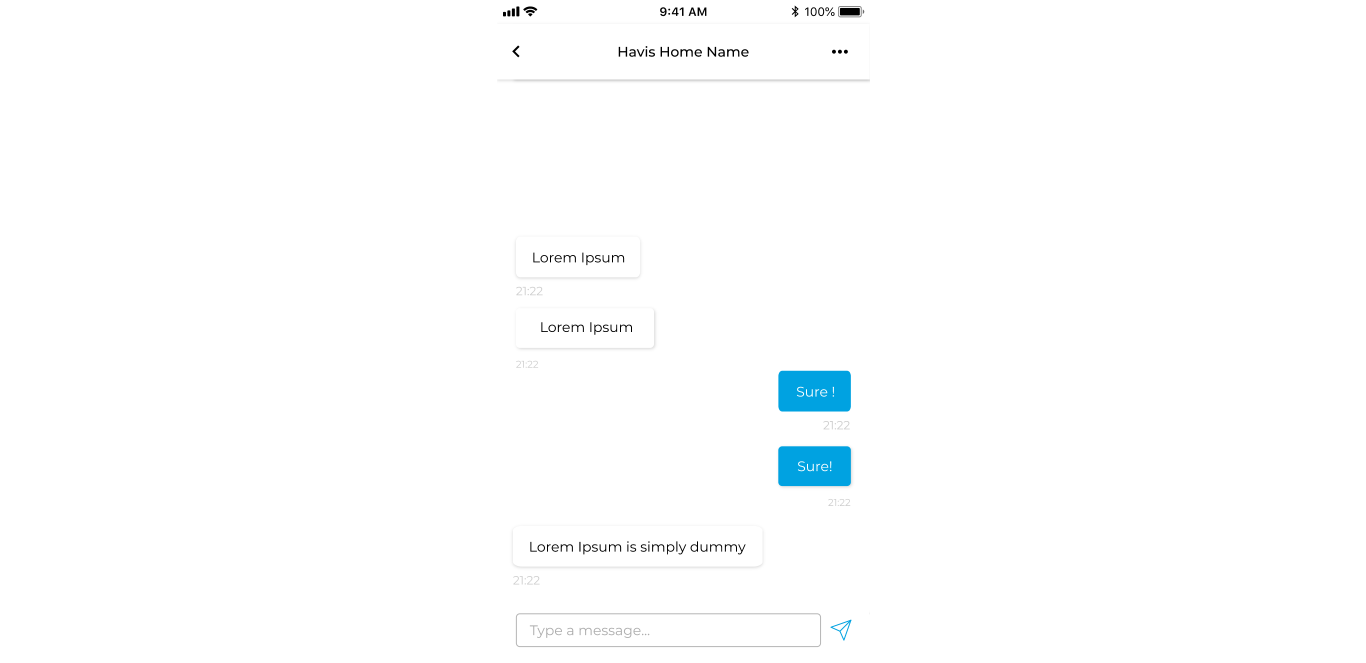 9:41 AM
100%
Havis Home Name
Lorem Ipsum
21:22
Lorem Ipsum
21:22
Sure !
21:22
Sure!
21:22
Lorem Ipsum is simply dummy
21:22
Type a message...